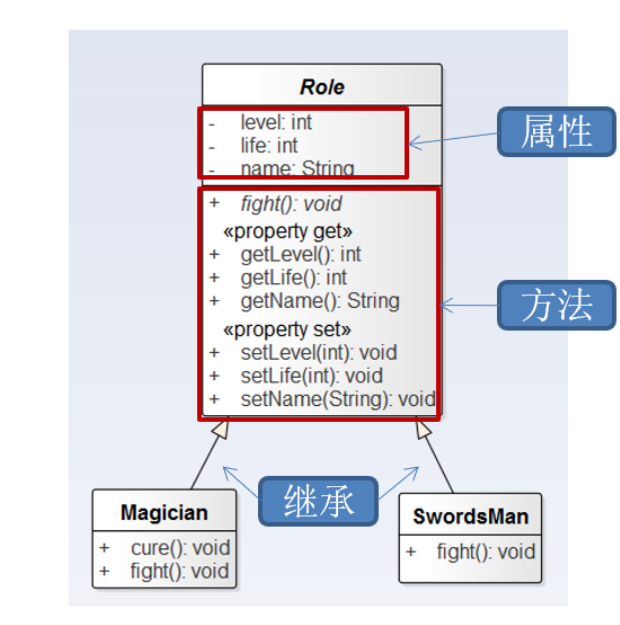 Role
- level: int
- life: int
- name: String
属性
+ fight(): void
«property get»
+ getLevel(): int
+ getLife(): int
+ getName(): String
方法
«property set»
+ setLevel(int): void
+ setLife(int): void
+ setName(String): void
继承
Magician
+ cure(): void
+ fight(): void
SwordsMan
+ fight(): void